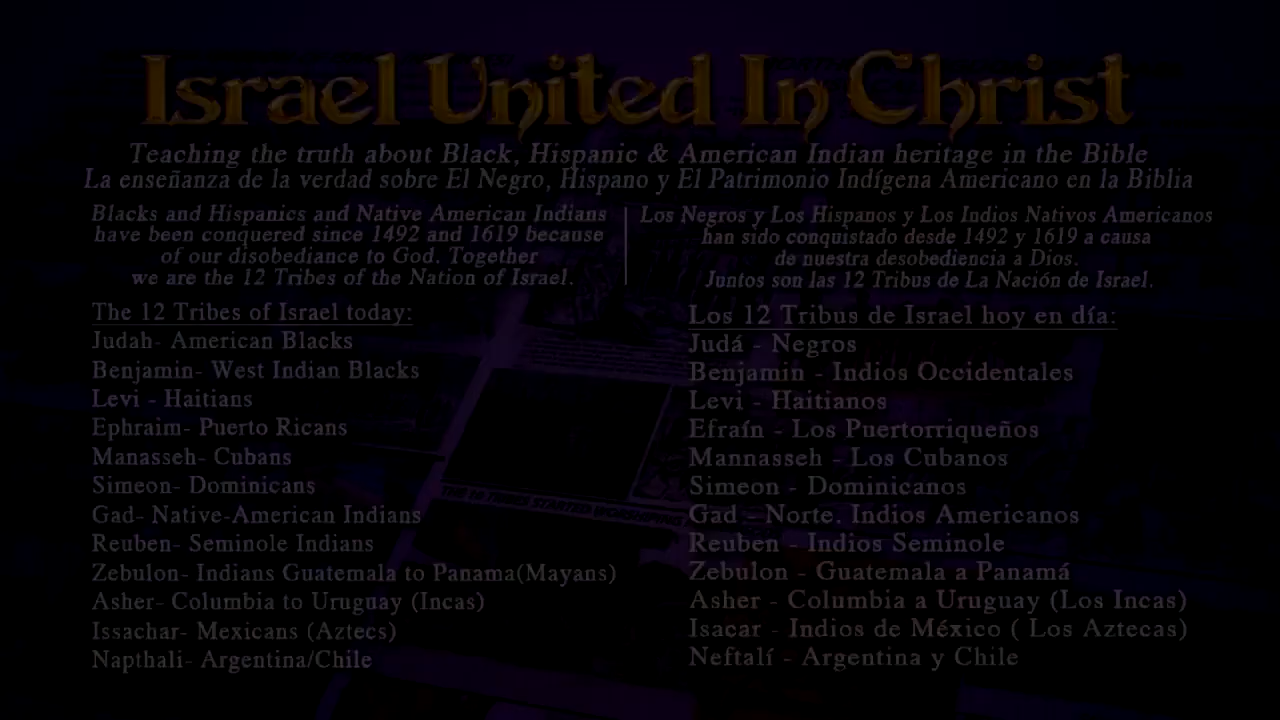 Israel United In Christ
Teaching the truth about Black, Hispanic & American Indian heritage in the Bible
La enseñanza de la verdad sobre El Negro, Hispano y El Patrimonio Indígena Americano en la Biblia
Blacks and Hispanics and Native American Indians
have been conquered since 1492 and 1619 because
of our disobediance to God. Together
we are the 12 Tribes of the Nation of Israel.
Los Negros y Los Hispanos y Los Indios Nativos Americanos
han sido conquistado desde 1492 y 1619 a causa
de nuestra desobediencia a Dios.
Juntos son las 12 Tribus de La Nación de Israel.
The 12 Tribes of Israel today:
Judah- American Blacks
Benjamin- West Indian Blacks
Levi - Haitians
Ephraim- Puerto Ricans
Manasseh- Cubans
Simeon- Dominicans
Gad- Native-American Indians
Reuben- Seminole Indians
Zebulon- Indians Guatemala to Panama(Mayans)
Asher- Columbia to Uruguay (Incas)
Issachar- Mexicans (Aztecs)
Napthali- Argentina/Chile
Los 12 Tribus de Israel hoy en día:
Judá - Negros
Benjamin - Indios Occidentales
Levi - Haitianos
Efraín - Los Puertorriqueños
Mannasseh - Los Cubanos
Simeon - Dominicanos
Gad - Norte. Indios Americanos
Reuben - Indios Seminole
Zebulon - Guatemala a Panamá
Asher - Columbia a Uruguay (Los Incas)
Isacar - Indios de México ( Los Aztecas)
Neftalí - Argentina y Chile
THE 12 TRIBES STARTED WORSHIPING